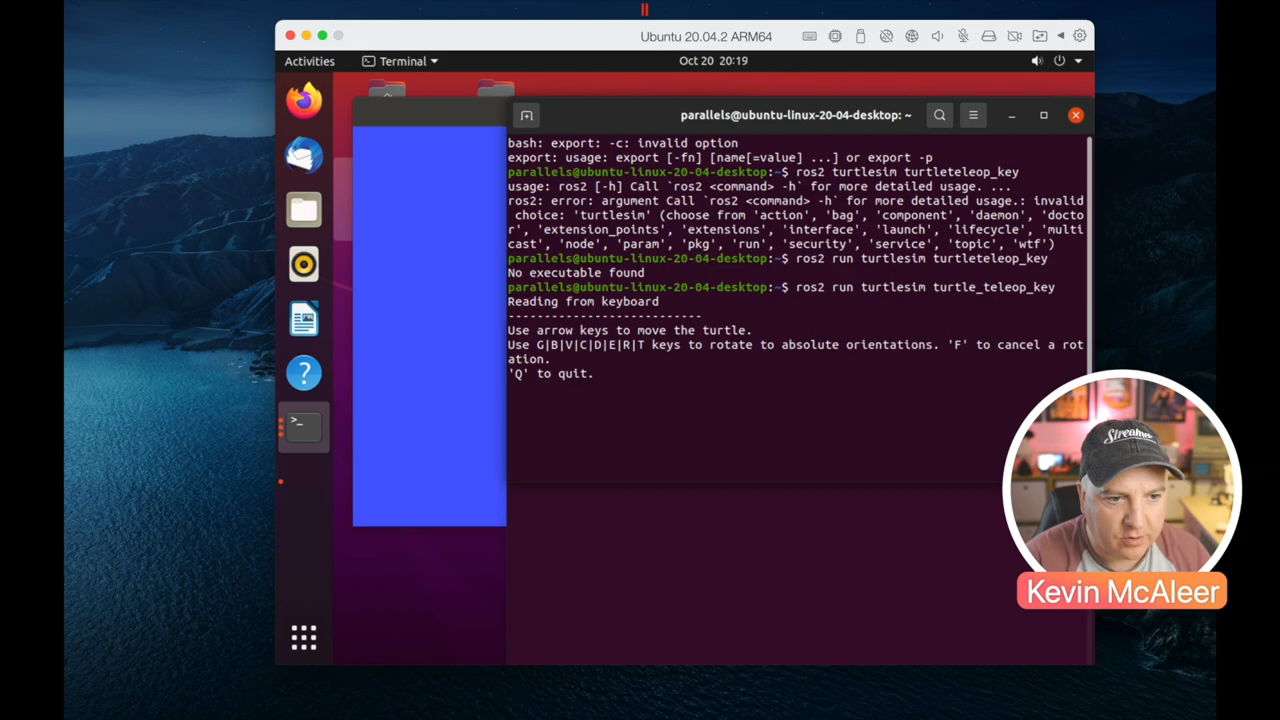 Ubuntu 20.04.2 ARM64
Activities
Terminal
Oct 20 20:19
parallels@ubuntu-linux-20-04-desktop: ~
bash: export: -c: invalid option
export: usage: export [-fn] [name[=value] ...] or export -p
parallels@ubuntu-linux-20-04-desktop:~$ ros2 turtlesim turtleteleop_key
usage: ros2 [-h] Call `ros2 <command> -h` for more detailed usage. ...
ros2: error: argument Call `ros2 <command> -h` for more detailed usage.: invalid
 choice: 'turtlesim' (choose from 'action', 'bag', 'component', 'daemon', 'docto
r', 'extension_points', 'extensions', 'interface', 'launch', 'lifecycle', 'multi
cast', 'node', 'param', 'pkg', 'run', 'security', 'service', 'topic', 'wtf')
parallels@ubuntu-linux-20-04-desktop:~$ ros2 run turtlesim turtleteleop_key
No executable found
parallels@ubuntu-linux-20-04-desktop:~$ ros2 run turtlesim turtle_teleop_key
Reading from keyboard
---------------------------
Use arrow keys to move the turtle.
Use G|B|V|C|D|E|R|T keys to rotate to absolute orientations. 'F' to cancel a rot
ation.
'Q' to quit.
Streamer
Kevin McAleer